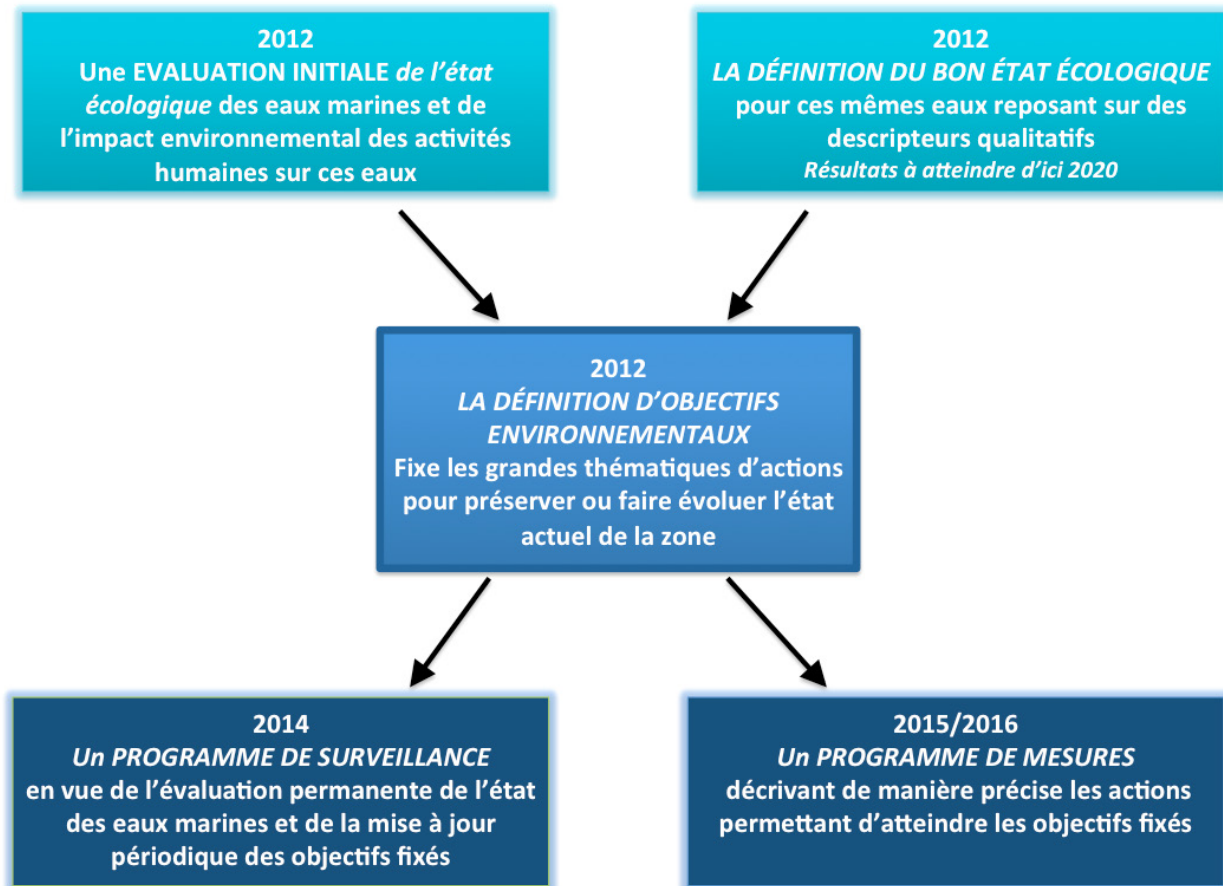 2012
Une EVALUATION INITIALE de l’état
écologique des eaux marines et de
l’impact environnemental des activités
humaines sur ces eaux
2012
LA DÉFINITION DU BON ÉTAT ÉCOLOGIQUE
pour ces mêmes eaux reposant sur des
descripteurs qualitatifs
Résultats à atteindre d’ici 2020
2012
LA DÉFINITION D’OBJECTIFS
ENVIRONNEMENTAUX
Fixe les grandes thématiques d’actions
pour préserver ou faire évoluer l’état
actuel de la zone
2014
Un PROGRAMME DE SURVEILLANCE
en vue de l’évaluation permanente de l’état
des eaux marines et de la mise à jour
périodique des objectifs fixés
2015/2016
Un PROGRAMME DE MESURES
décrivant de manière précise les actions
permettant d’atteindre les objectifs fixés